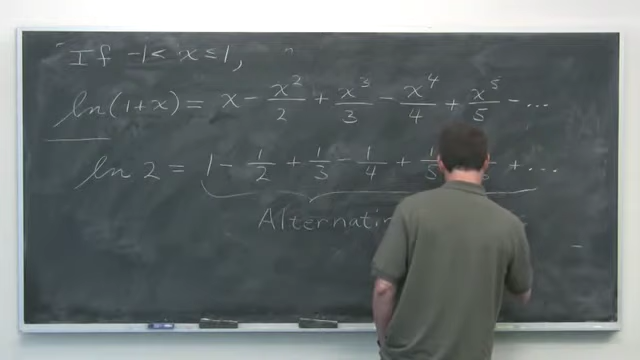 If -1 < x ≤ 1,
ln(1+x) = x - x²/2 + x³/3 - x⁴/4 + x⁵/5 - ...
ln 2 = 1 - 1/2 + 1/3 - 1/4 + 1/5 + ...